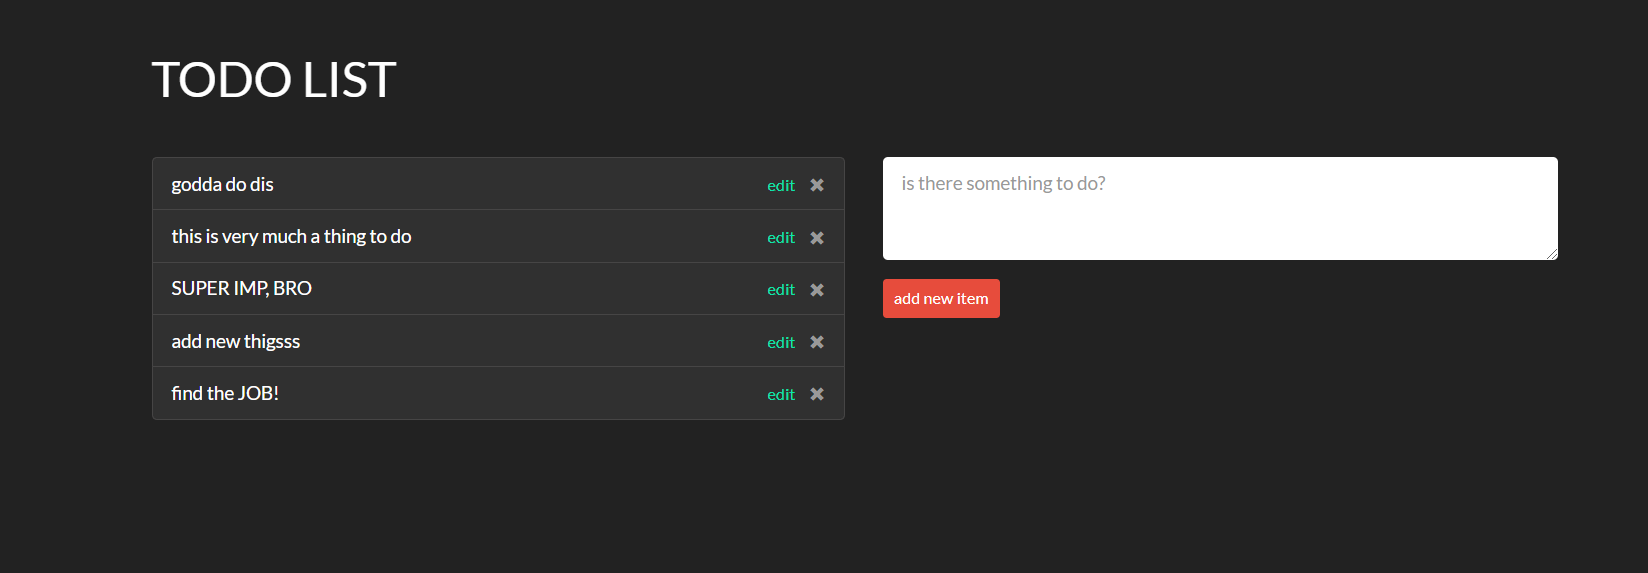 TODO LIST
godda do dis edit ✖
this is very much a thing to do edit ✖
SUPER IMP, BRO edit ✖
add new thigsss edit ✖
find the JOB! edit ✖
is there something to do?
add new item